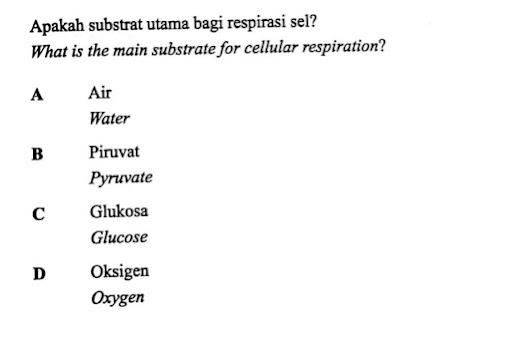 Apakah substrat utama bagi respirasi sel?
What is the main substrate for cellular respiration?
A Air
Water
B Piruvat
Pyruvate
C Glukosa
Glucose
D Oksigen
Oxygen